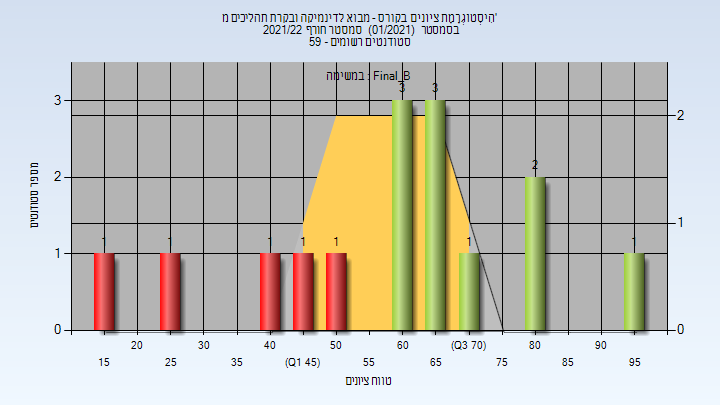 היסטוגרמת ציונים בקורס - מבוא לדינמיקה ובקרת תהליכים מ'
בסמסטר (01/2021) סמסטר חורף 2021/22
סטודנטים רשומים - 59
במשימה : Final_B
3 3
3
2
2
2
1 1 1 1 1 1 1
1
1
0
0
20 30 40 50 60 (Q3 70) 80 90
15 25 35 (Q1 45) 55 65 75 85 95
מספר סטודנטים
טווח ציונים